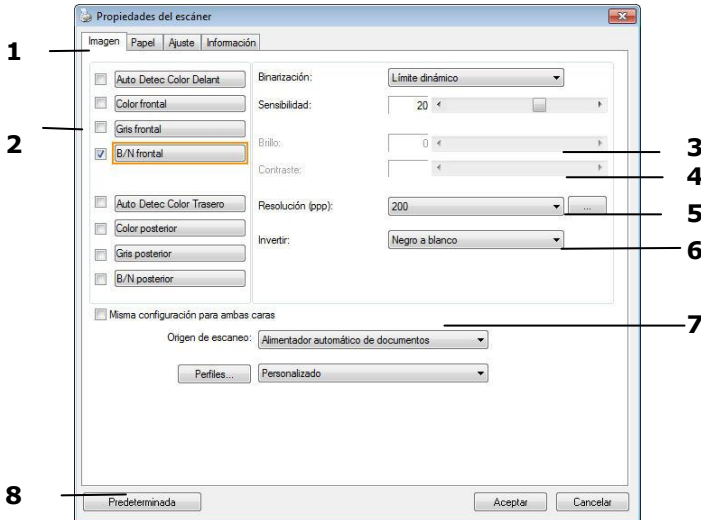 Propiedades del escáner
Imagen Papel Ajuste Información
1
Auto Detec Color Delant
Binarización: Límite dinámico
Color frontal
Sensibilidad: 20
Gris frontal
2
Brillo: 0
B/N frontal
3
Contraste:
4
Auto Detec Color Trasero
Resolución (ppp): 200 ...
5
Color posterior
Invertir: Negro a blanco
6
Gris posterior
B/N posterior
Misma configuración para ambas caras
7
Origen de escaneo: Alimentador automático de documentos
Perfiles... Personalizado
8
Predeterminada Aceptar Cancelar